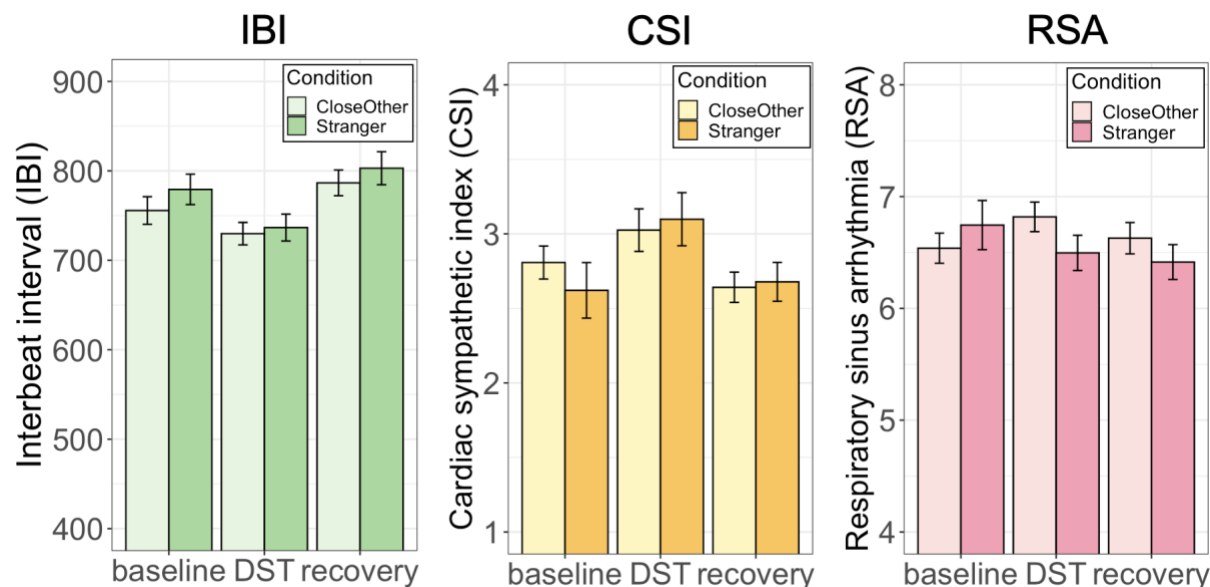 IBI
Interbeat interval (IBI)
900
800
700
600
500
400
Condition
CloseOther
Stranger
baseline DST recovery
CSI
Cardiac sympathetic index (CSI)
4
3
2
1
Condition
CloseOther
Stranger
baseline DST recovery
RSA
Respiratory sinus arrhythmia (RSA)
8
7
6
5
4
Condition
CloseOther
Stranger
baseline DST recovery